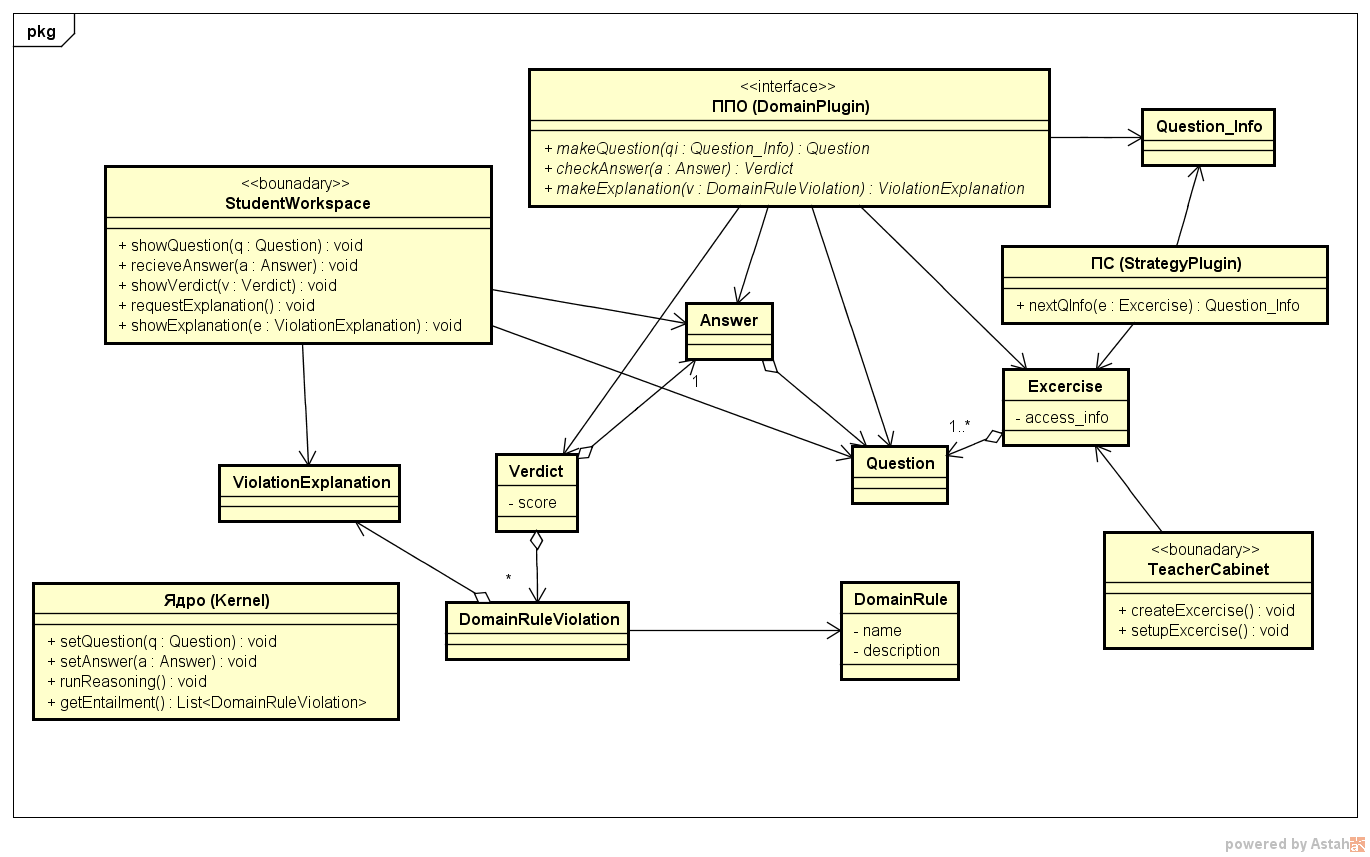 pkg
<<interface>>
ППО (DomainPlugin)
+ makeQuestion(qi : Question_Info) : Question
+ checkAnswer(a : Answer) : Verdict
+ makeExplanation(v : DomainRuleViolation) : ViolationExplanation
Question_Info
<<bounadary>>
StudentWorkspace
+ showQuestion(q : Question) : void
+ recieveAnswer(a : Answer) : void
+ showVerdict(v : Verdict) : void
+ requestExplanation() : void
+ showExplanation(e : ViolationExplanation) : void
ПС (StrategyPlugin)
+ nextQInfo(e : Excercise) : Question_Info
Answer
1
Excercise
- access_info
1..*
Question
Verdict
- score
ViolationExplanation
*
<<bounadary>>
TeacherCabinet
+ createExcercise() : void
+ setupExcercise() : void
Ядро (Kernel)
+ setQuestion(q : Question) : void
+ setAnswer(a : Answer) : void
+ runReasoning() : void
+ getEntailment() : List<DomainRuleViolation>
DomainRuleViolation
DomainRule
- name
- description
powered by Astah